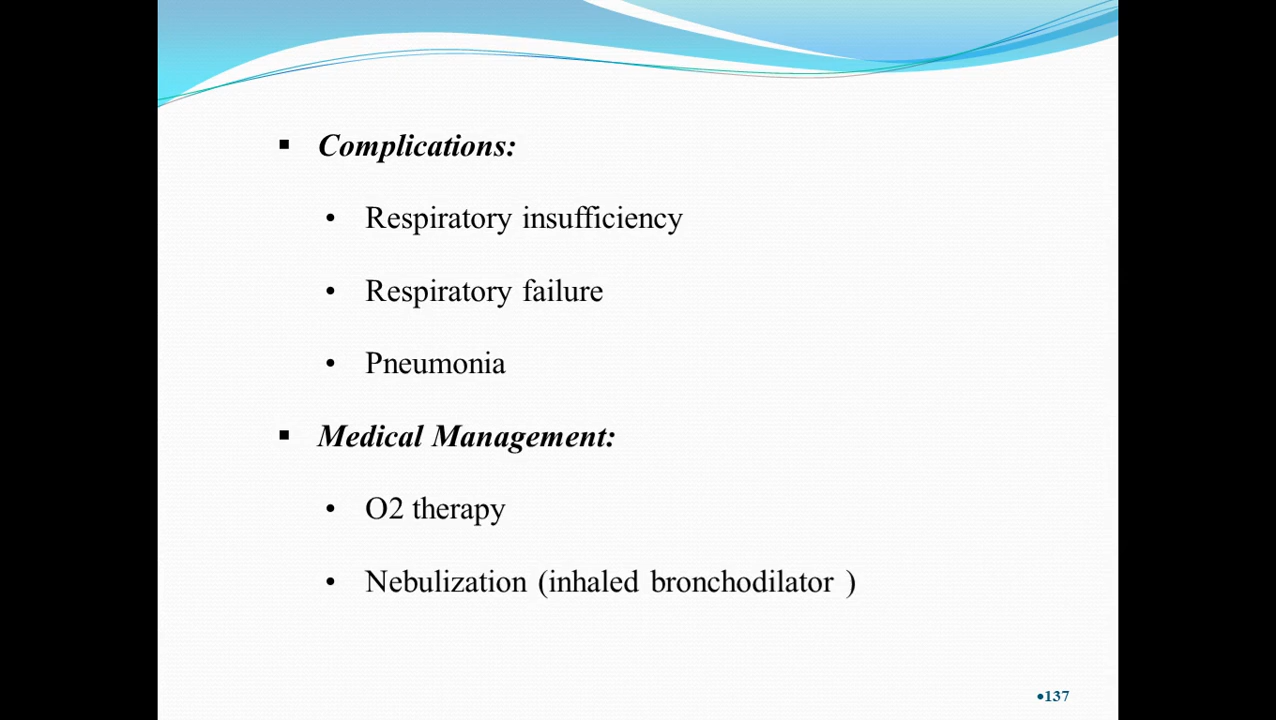 ▪ Complications:
• Respiratory insufficiency
• Respiratory failure
• Pneumonia
▪ Medical Management:
• O2 therapy
• Nebulization (inhaled bronchodilator )
•137